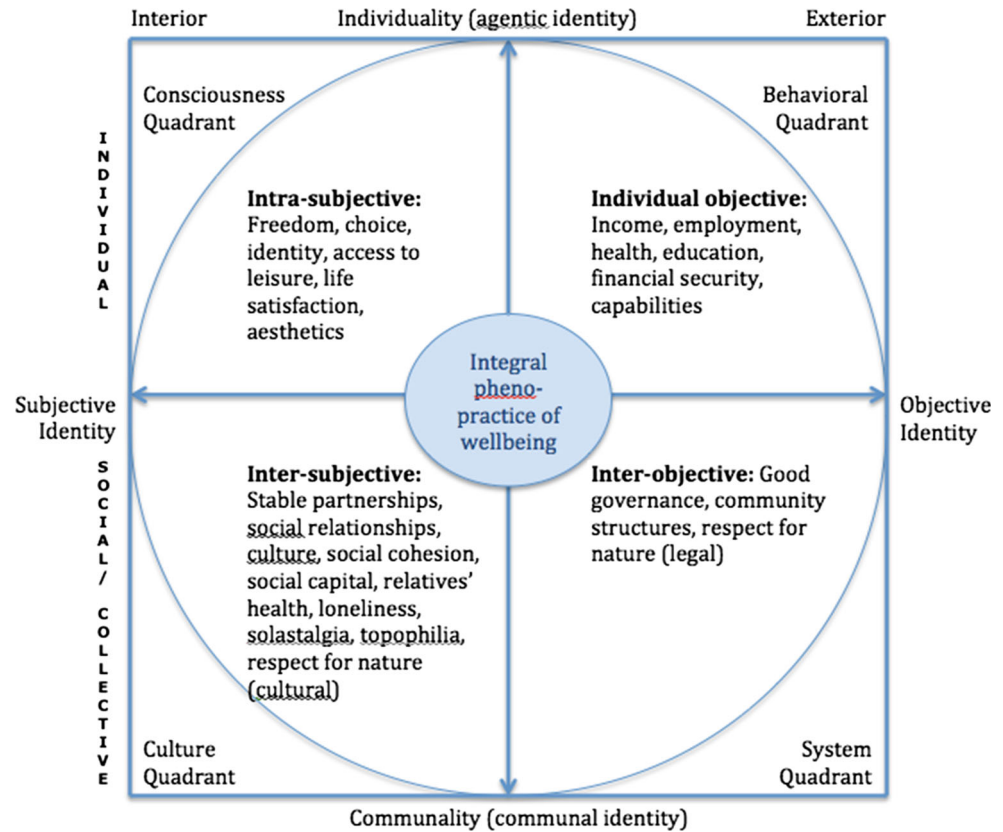 Interior
Individuality (agentic identity)
Exterior
Consciousness
Quadrant
Behavioral
Quadrant
INDIVIDUAL
Intra-subjective:
Freedom, choice,
identity, access to
leisure, life
satisfaction,
aesthetics
Individual objective:
Income, employment,
health, education,
financial security,
capabilities
Integral
pheno-
practice of
wellbeing
Subjective
Identity
Objective
Identity
SOCIAL/ COLLECTIVE
Inter-subjective:
Stable partnerships,
social relationships,
culture, social cohesion,
social capital, relatives’
health, loneliness,
solastalgia, topophilia,
respect for nature
(cultural)
Inter-objective: Good
governance, community
structures, respect for
nature (legal)
Culture
Quadrant
System
Quadrant
Communality (communal identity)